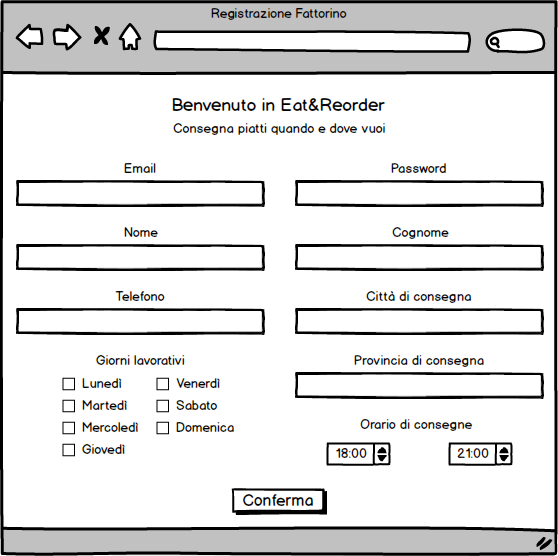 Registrazione Fattorino
Benvenuto in Eat&Reorder
Consegna piatti quando e dove vuoi
Email
Password
Nome
Cognome
Telefono
Città di consegna
Giorni lavorativi
Provincia di consegna
Lunedì
Venerdì
Martedì
Sabato
Mercoledì
Domenica
Giovedì
Orario di consegne
18:00
21:00
Conferma